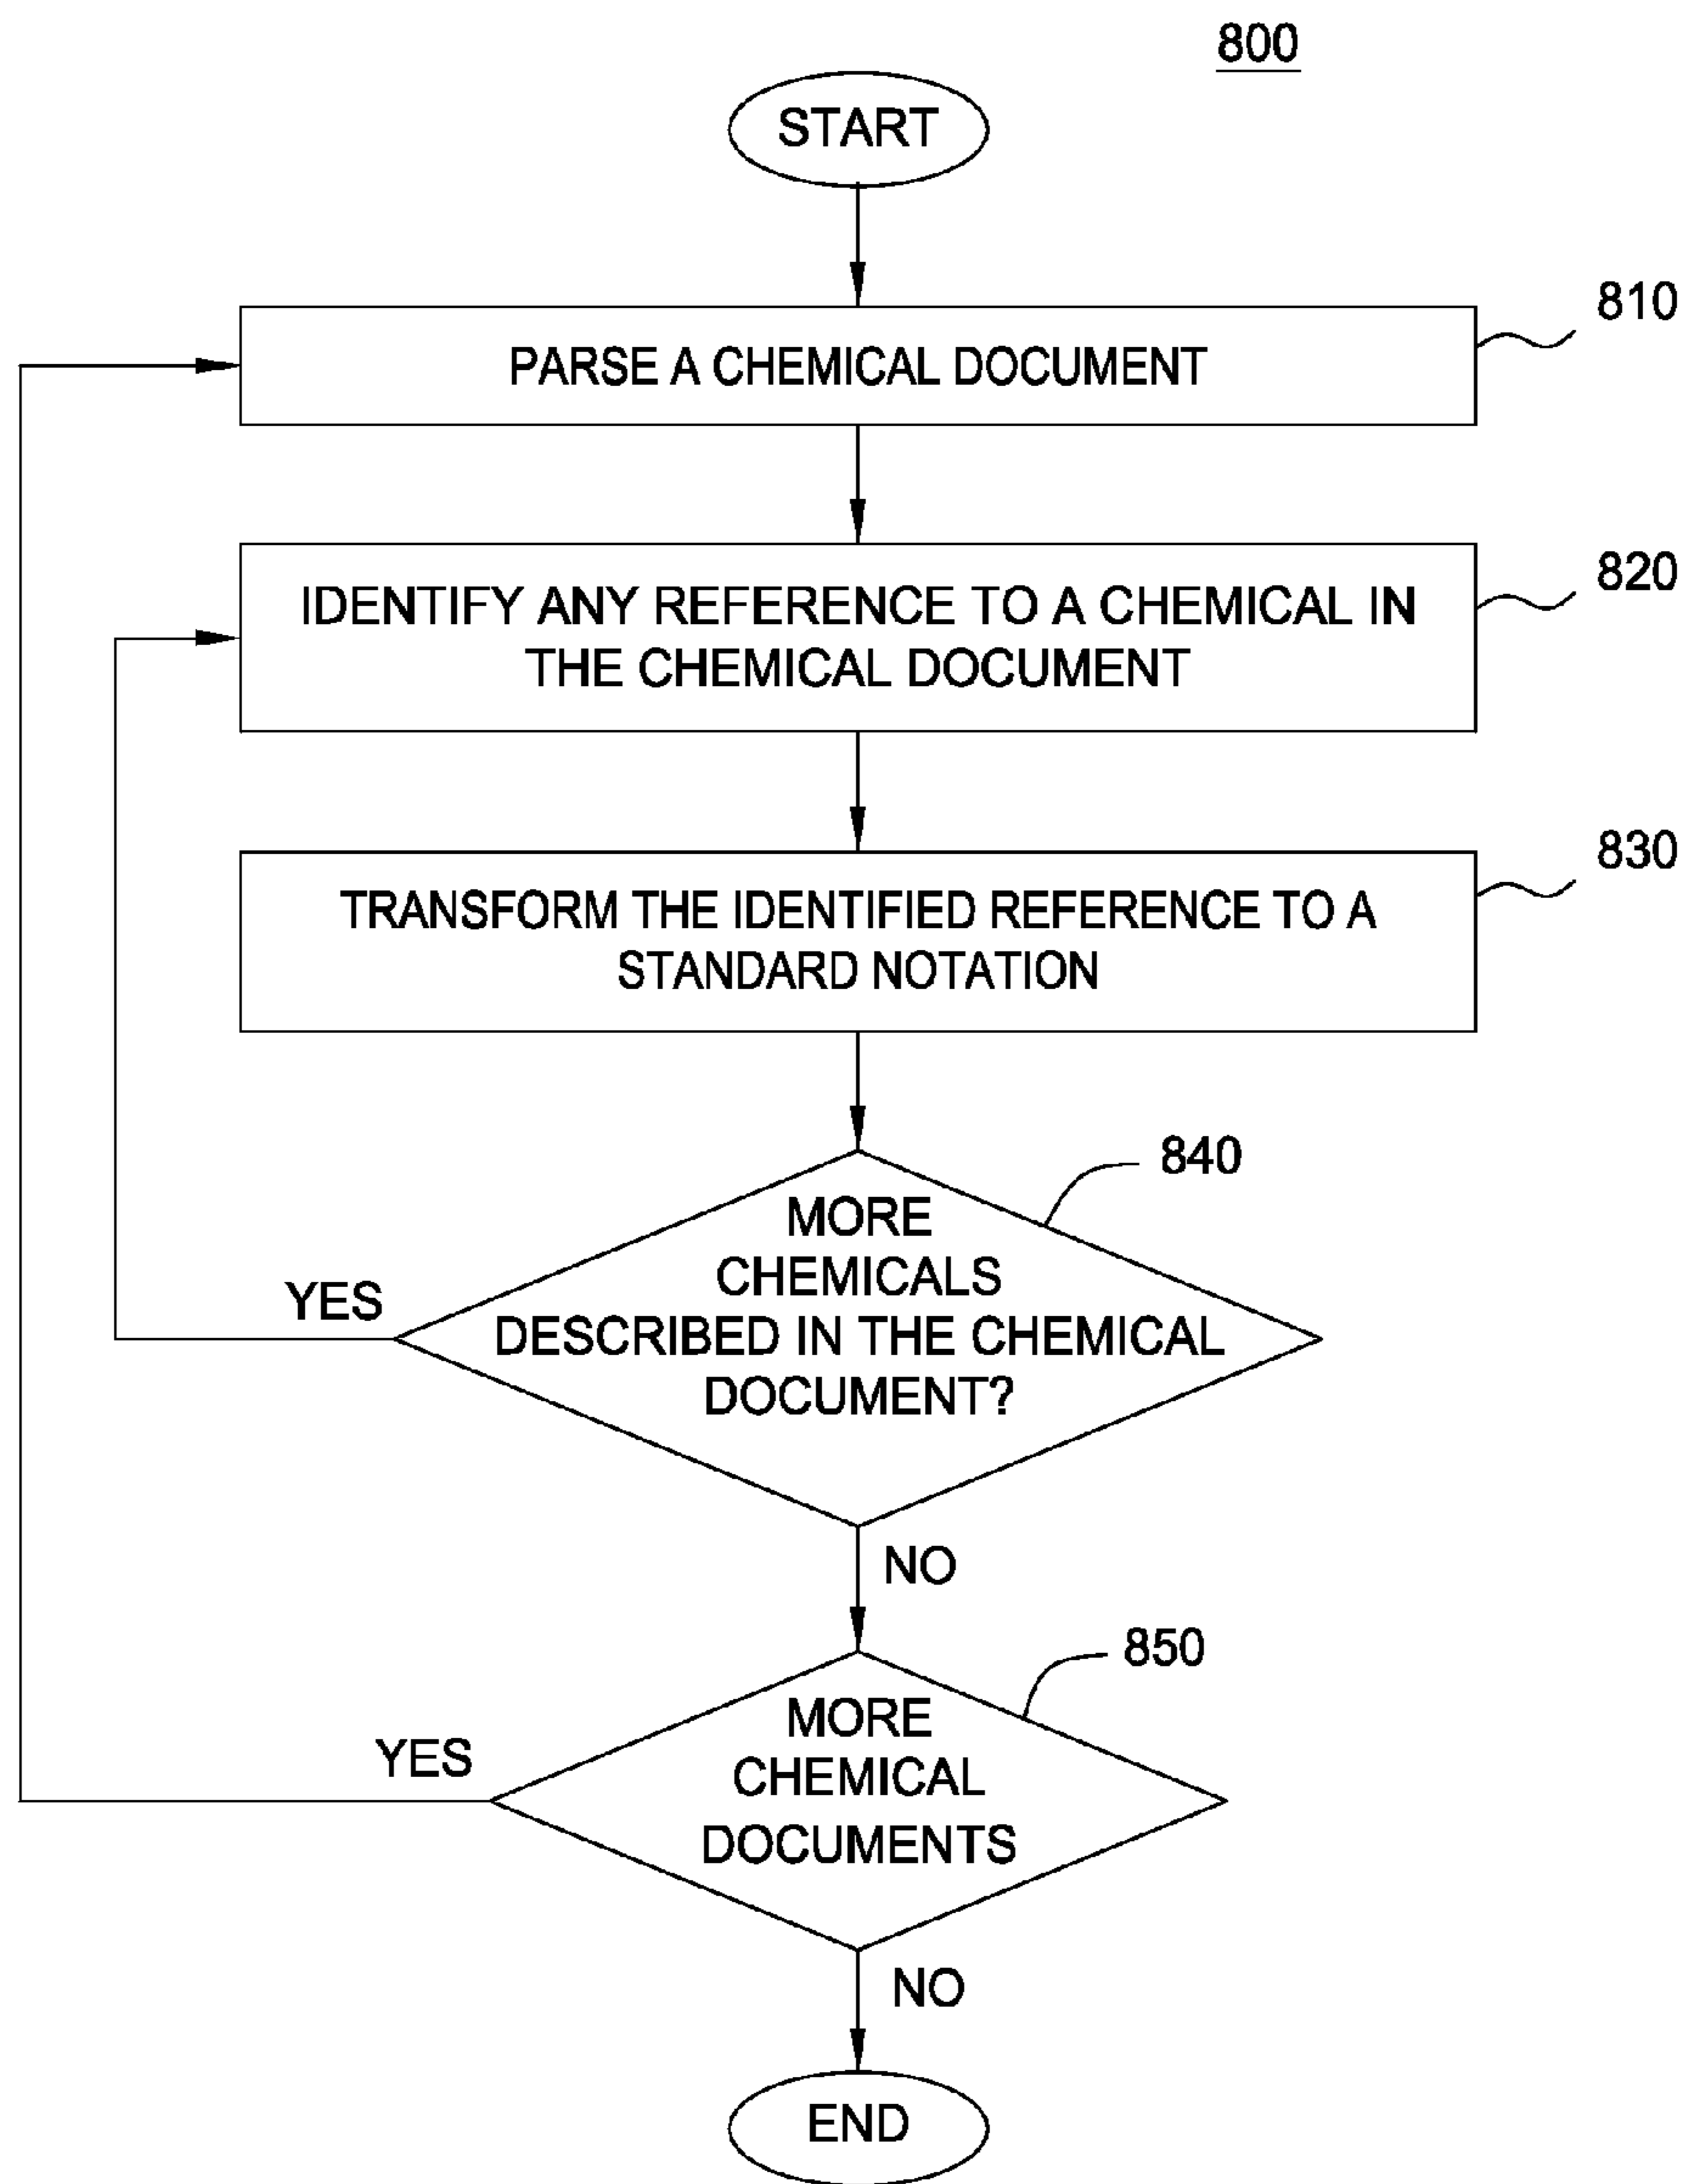 800
START
810
PARSE A CHEMICAL DOCUMENT
820
IDENTIFY ANY REFERENCE TO A CHEMICAL IN
THE CHEMICAL DOCUMENT
830
TRANSFORM THE IDENTIFIED REFERENCE TO A
STANDARD NOTATION
840
MORE
CHEMICALS
DESCRIBED IN THE CHEMICAL
DOCUMENT?
YES
NO
850
MORE
CHEMICAL
DOCUMENTS
YES
NO
END